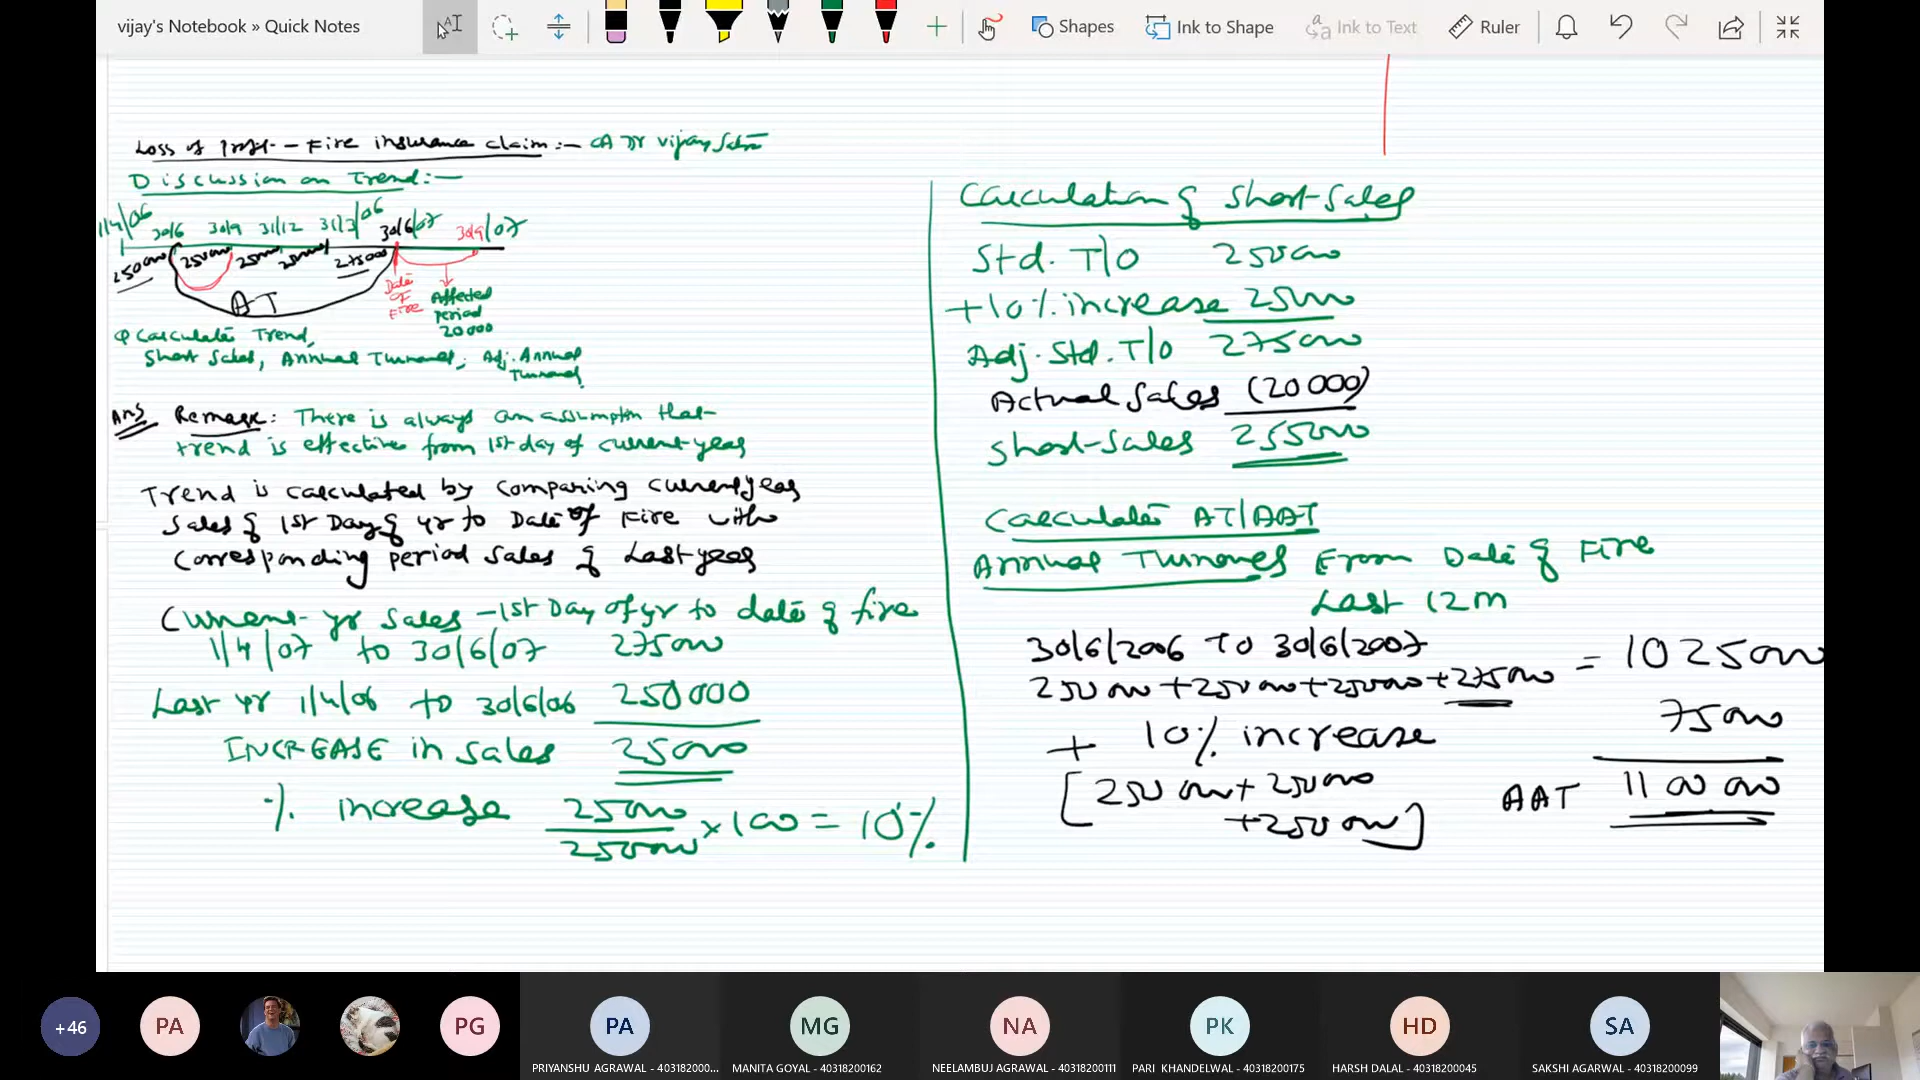 vijay's Notebook » Quick Notes
Shapes
Ink to Shape
Ink to Text
Ruler
Loss of Profit - Fire insurance claim :-
Discussion on Trend :-
1/4/06 30/6 30/9 31/12 31/3/06 30/6/07 30/9/07
250000 250000 250000 250000 275000
AT
Date of Fire
Affected period 20000
Q Calculate Trend,
Short Sales, Annual Turnover, Adj. Annual
Turnover
Ans Remark: There is always an assumption that
trend is effective from 1st day of current year
Trend is calculated by comparing current year
sales of 1st Day of yr to Date of Fire with
corresponding period sales of Last year
Current yr sales - 1st Day of yr to date of fire
1/4/07 to 30/6/07 275000
Last yr 1/4/06 to 30/6/06 250000
INCREASE in sales 25000
% increase 25000/250000 × 100 = 10%
Calculation of Short-Sales
Std. T/O 250000
+10% increase 25000
Adj. Std. T/O 275000
Actual Sales (20000)
Short-Sales 255000
Calculate AT/AAT
Annual Turnover From Date of Fire
Last 12m
30/6/2006 TO 30/6/2007
250000 + 250000 + 250000 + 275000 = 1025000
+ 10% increase 75000
[250000 + 250000
+ 250000]
AAT 1100000
+46
PA
PG
PA
PRIYANSHU AGRAWAL - 403182000...
MG
MANITA GOYAL - 40318200162
NA
NEELAMBUJ AGRAWAL - 40318200111
PK
PARI KHANDELWAL - 40318200175
HD
HARSH DALAL - 40318200045
SA
SAKSHI AGARWAL - 40318200099